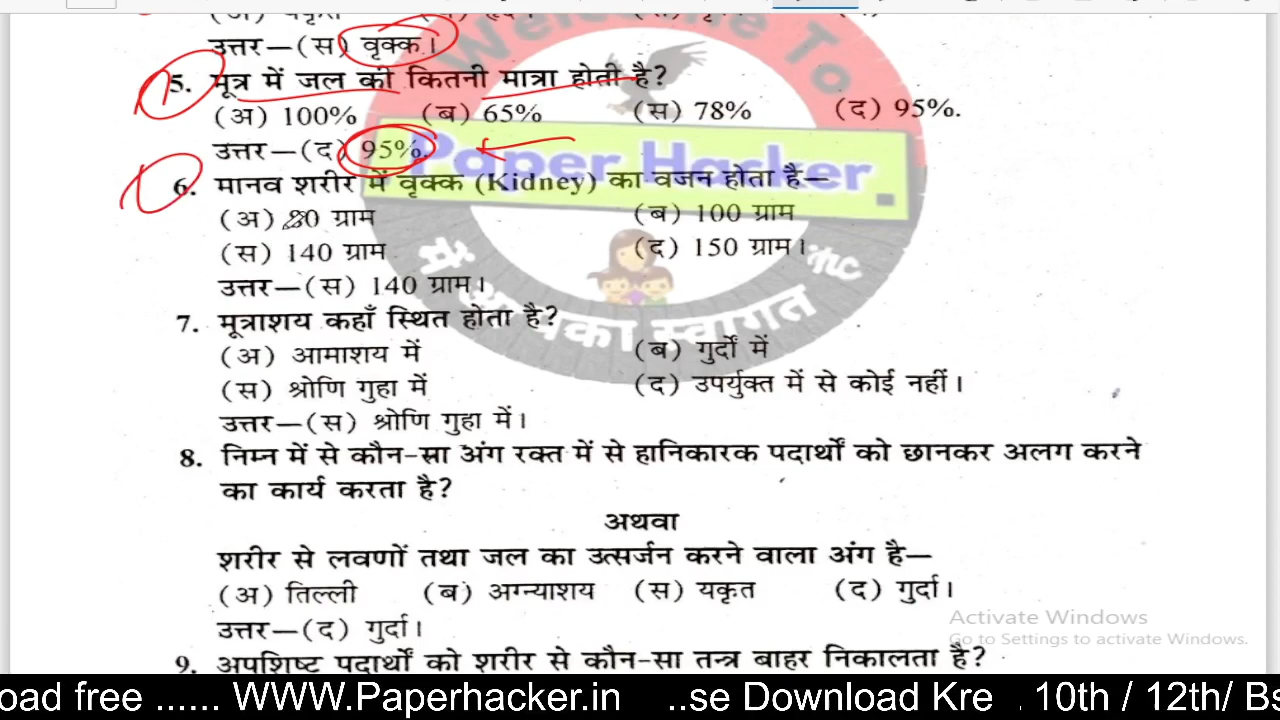 उत्तर—(स) वृक्क।
5. मूत्र में जल की कितनी मात्रा होती है?
(अ) 100% (ब) 65% (स) 78% (द) 95%.
उत्तर—(द) 95%.
6. मानव शरीर में वृक्क (Kidney) का वजन होता है—
(अ) 80 ग्राम (ब) 100 ग्राम
(स) 140 ग्राम (द) 150 ग्राम।
उत्तर—(स) 140 ग्राम।
7. मूत्राशय कहाँ स्थित होता है?
(अ) आमाशय में (ब) गुर्दों में
(स) श्रोणि गुहा में (द) उपर्युक्त में से कोई नहीं।
उत्तर—(स) श्रोणि गुहा में।
8. निम्न में से कौन-सा अंग रक्त में से हानिकारक पदार्थों को छानकर अलग करने
का कार्य करता है?
अथवा
शरीर से लवणों तथा जल का उत्सर्जन करने वाला अंग है—
(अ) तिल्ली (ब) अग्न्याशय (स) यकृत (द) गुर्दा।
उत्तर—(द) गुर्दा।
9. अपशिष्ट पदार्थों को शरीर से कौन-सा तन्त्र बाहर निकालता है?
Welcome To
Paper Hacker.
में आपका स्वागत
Activate Windows
Go to Settings to activate Windows.
oad free ...... WWW.Paperhacker.in ..se Download Kre . 10th / 12th/ Bs